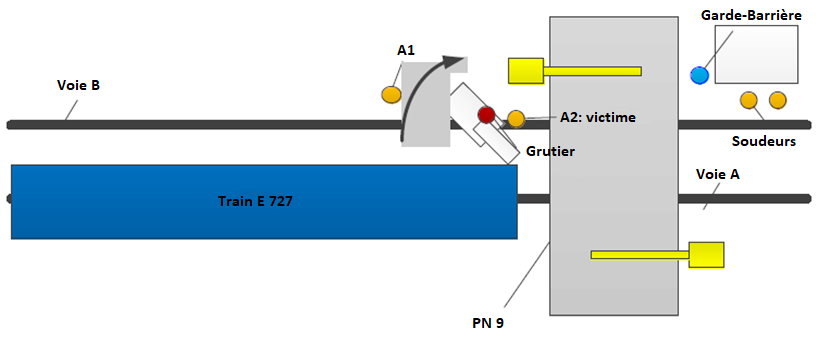 Garde-Barrière
A1
Voie B
A2: victime
Soudeurs
Grutier
Voie A
Train E 727
PN 9